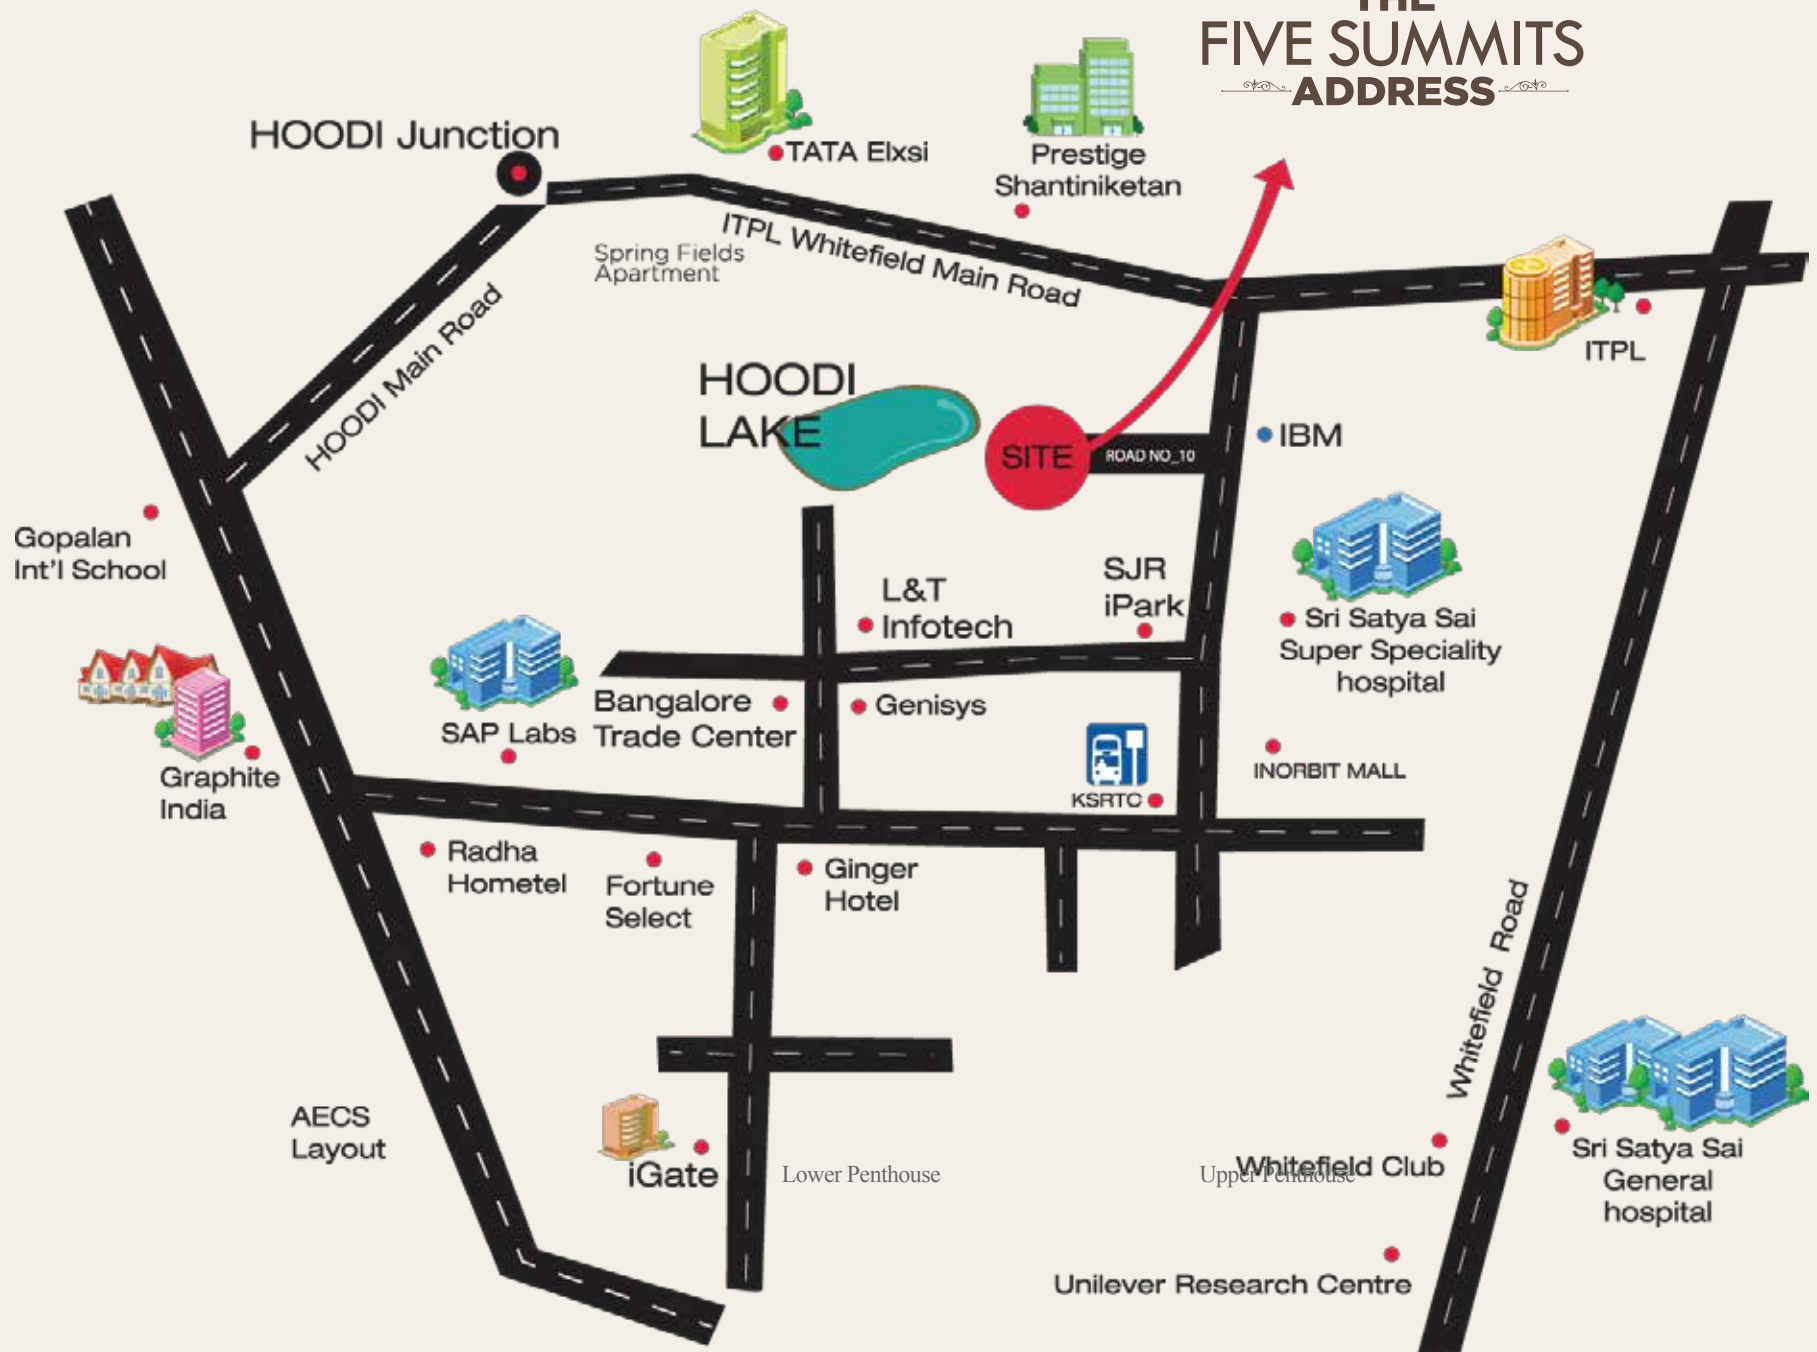 THE
FIVE SUMMITS
ADDRESS
HOODI Junction
TATA Elxsi
Prestige
Shantiniketan
ITPL Whitefield Main Road
Spring Fields
Apartment
HOODI Main Road
ITPL
HOODI
LAKE
SITE
ROAD NO_10
IBM
Gopalan
Int'l School
L&T
Infotech
SJR
iPark
Sri Satya Sai
Super Speciality
hospital
SAP Labs
Bangalore
Trade Center
Genisys
Graphite
India
KSRTC
INORBIT MALL
Radha
Hometel
Fortune
Select
Ginger
Hotel
Whitefield Road
AECS
Layout
iGate
Lower Penthouse
Upper Penthouse
Whitefield Club
Sri Satya Sai
General
hospital
Unilever Research Centre